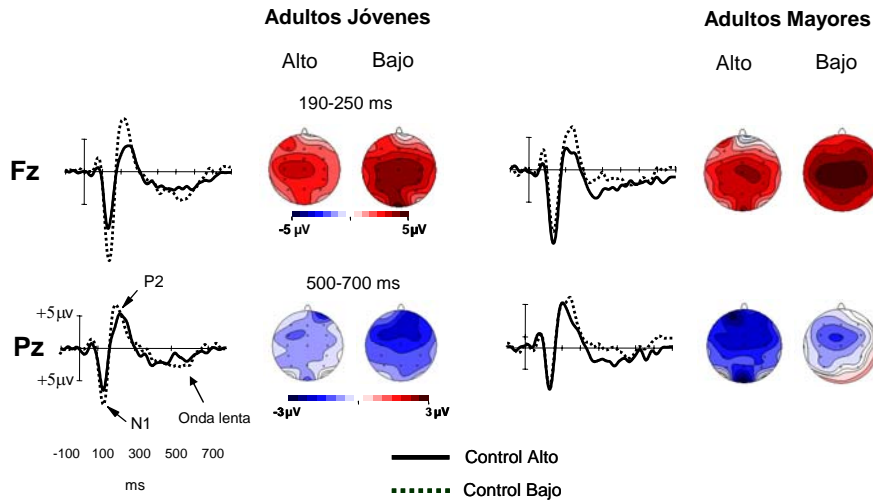 Adultos Jóvenes
Adultos Mayores
Alto
Bajo
Alto
Bajo
190-250 ms
Fz
-5 µV
5µV
500-700 ms
P2
+5µv
Pz
+5µv
N1
Onda lenta
-3µV
3µV
-100 100 300 500 700
ms
Control Alto
Control Bajo